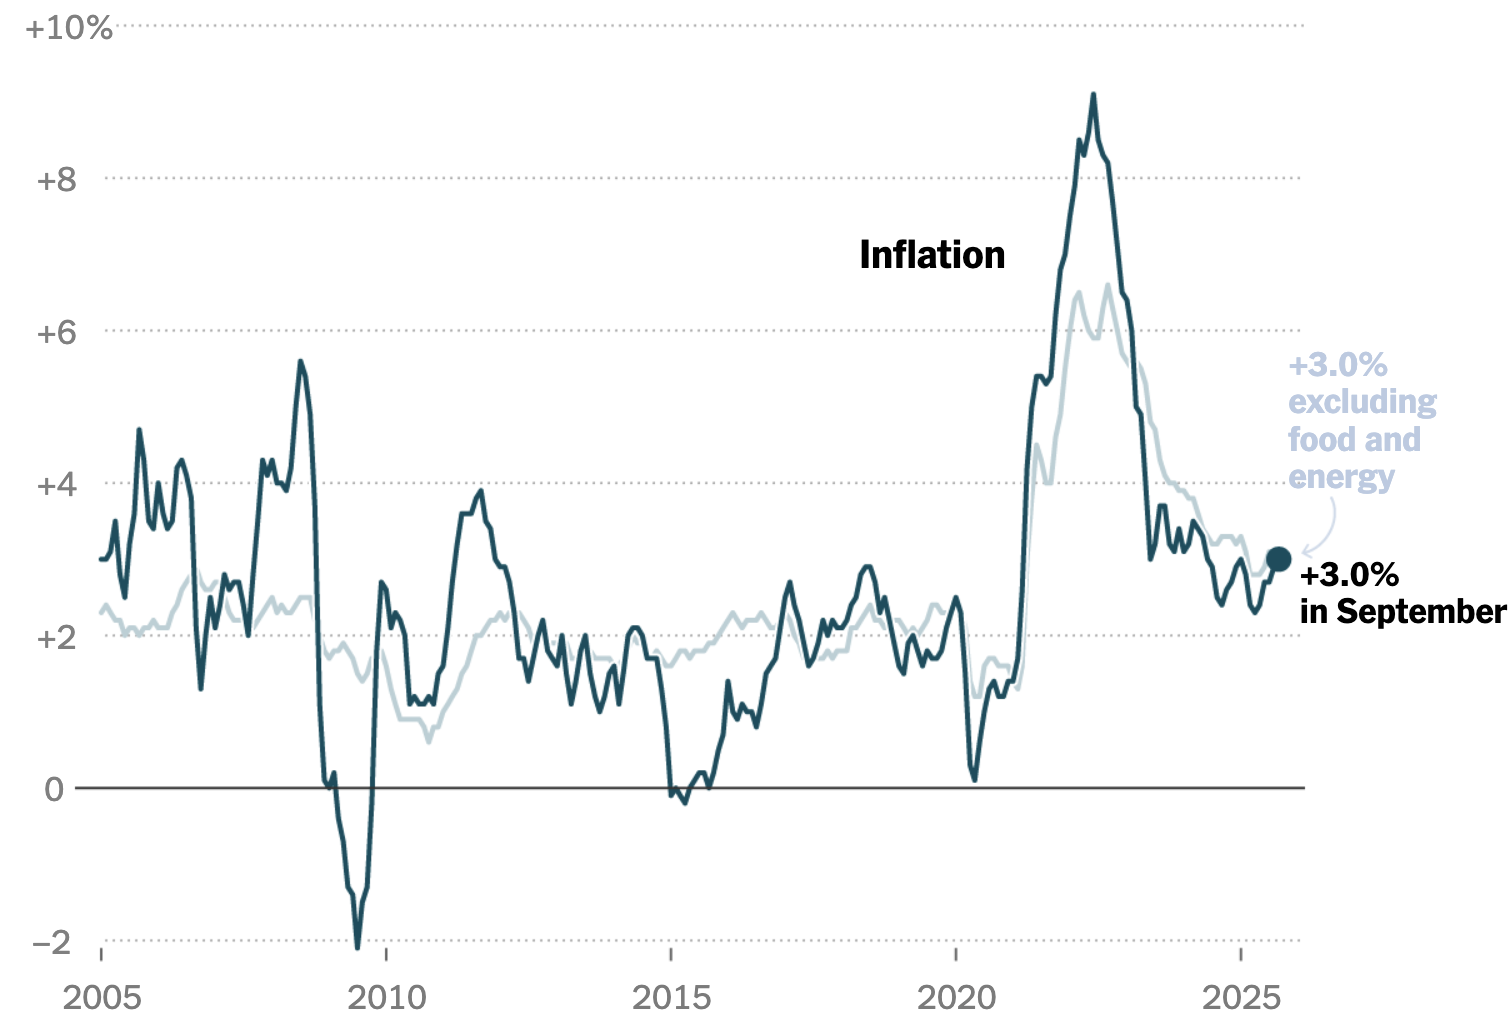 +10%
+8
Inflation
+6
+3.0%
excluding
food and
energy
+4
+3.0%
in September
+2
0
−2
2005
2010
2015
2020
2025